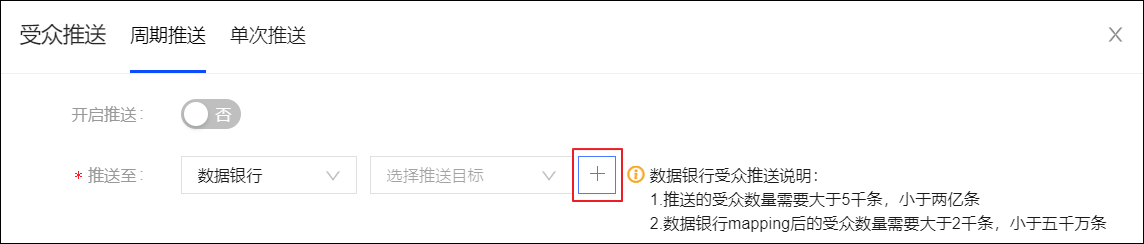 受众推送 周期推送 单次推送
开启推送: 否
* 推送至: 数据银行 选择推送目标 数据银行受众推送说明：
1.推送的受众数量需要大于5千条，小于两亿条
2.数据银行mapping后的受众数量需要大于2千条，小于五千万条